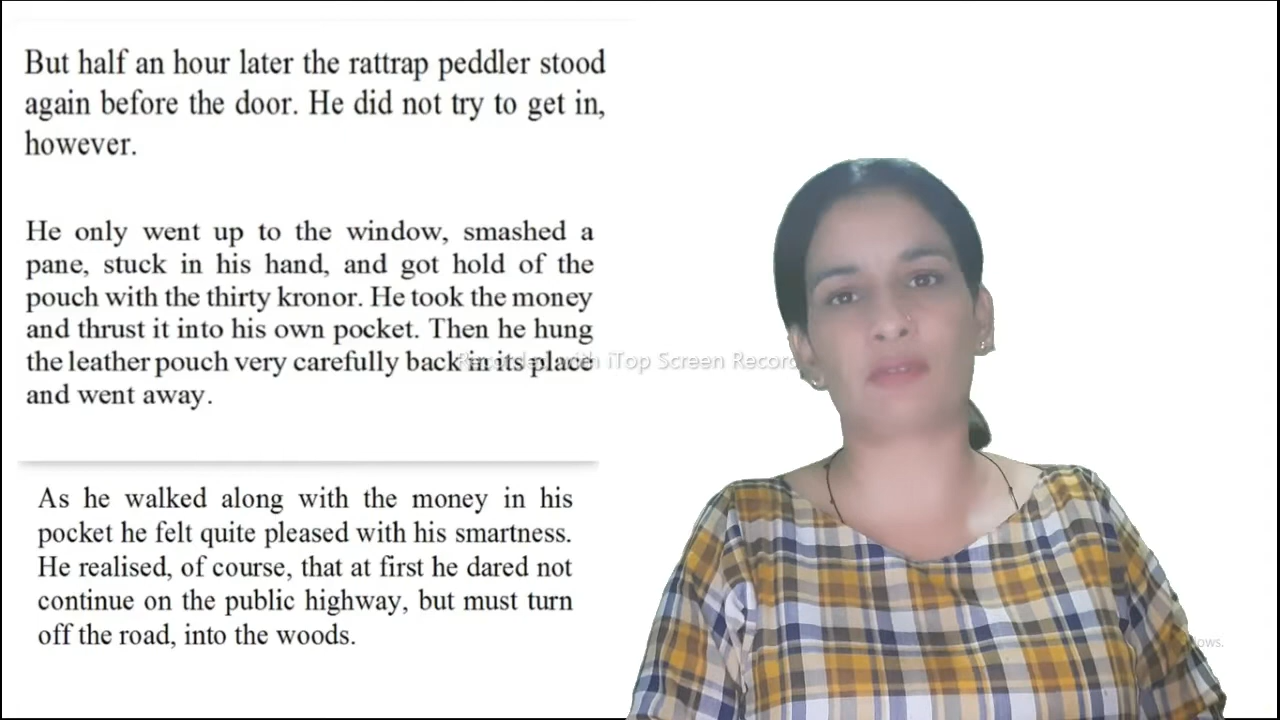 But half an hour later the rattrap peddler stood
again before the door. He did not try to get in,
however.
He only went up to the window, smashed a
pane, stuck in his hand, and got hold of the
pouch with the thirty kronor. He took the money
and thrust it into his own pocket. Then he hung
the leather pouch very carefully back in its place
and went away.
Recorded with iTop Screen
As he walked along with the money in his
pocket he felt quite pleased with his smartness.
He realised, of course, that at first he dared not
continue on the public highway, but must turn
off the road, into the woods.